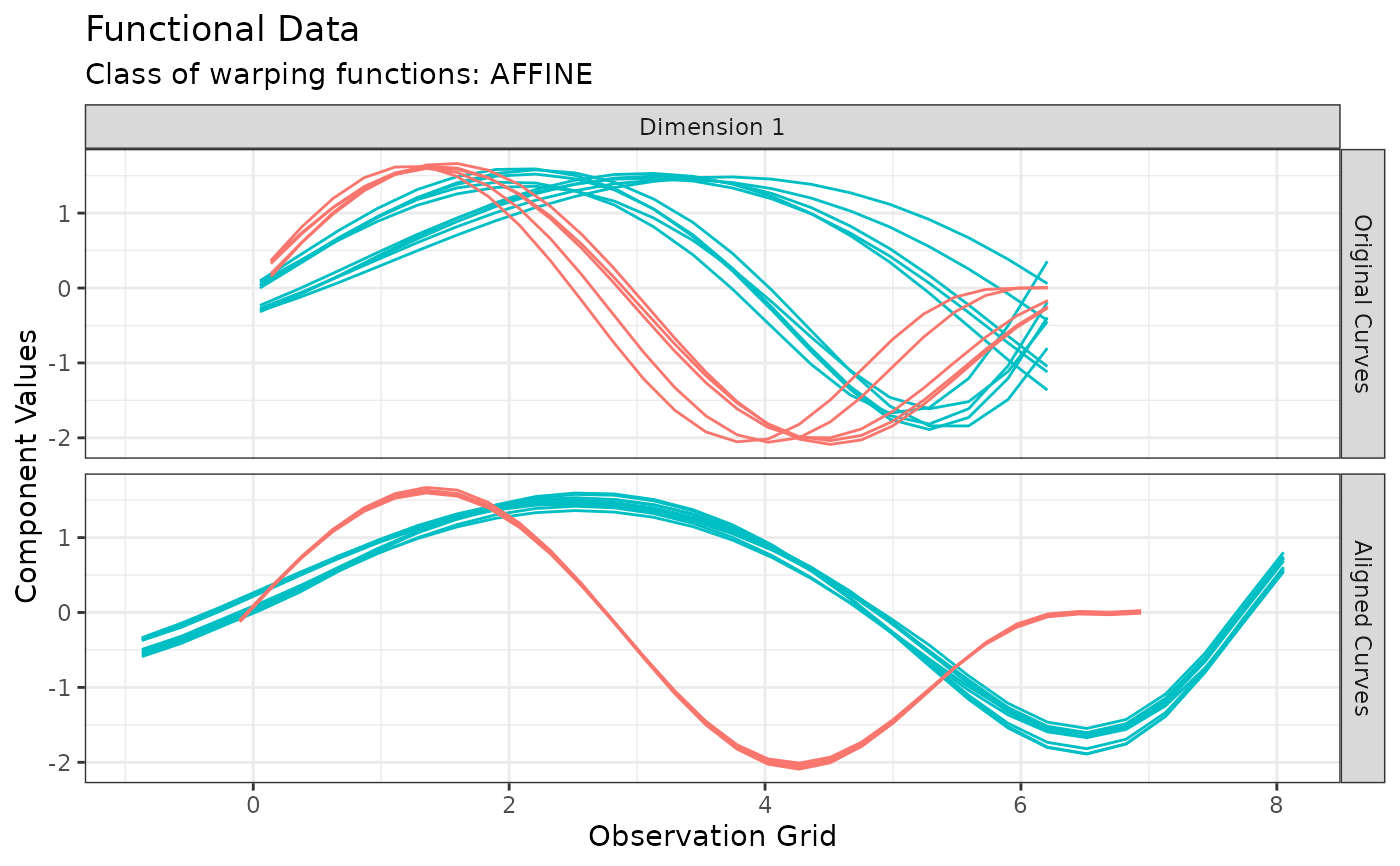 Functional Data
Class of warping functions: AFFINE
Dimension 1
Component Values
1
0
-1
-2
Original Curves
1
0
-1
-2
Aligned Curves
0
2
4
6
8
Observation Grid